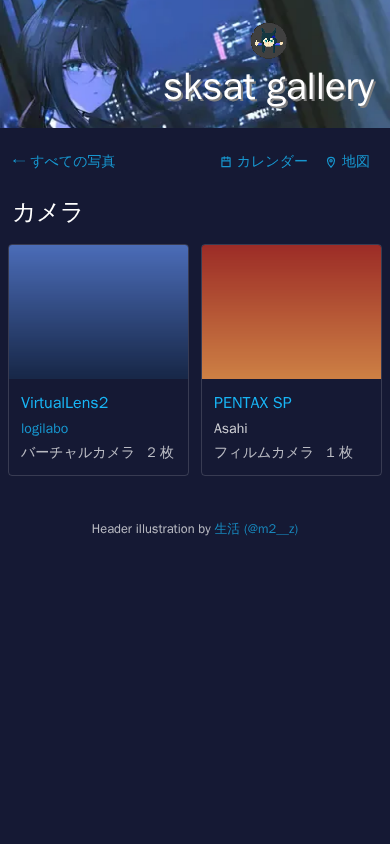 sksat gallery
← すべての写真
カレンダー
地図
カメラ
VirtualLens2
logilabo
バーチャルカメラ 2 枚
PENTAX SP
Asahi
フィルムカメラ 1 枚
Header illustration by 生活 (@m2__z)